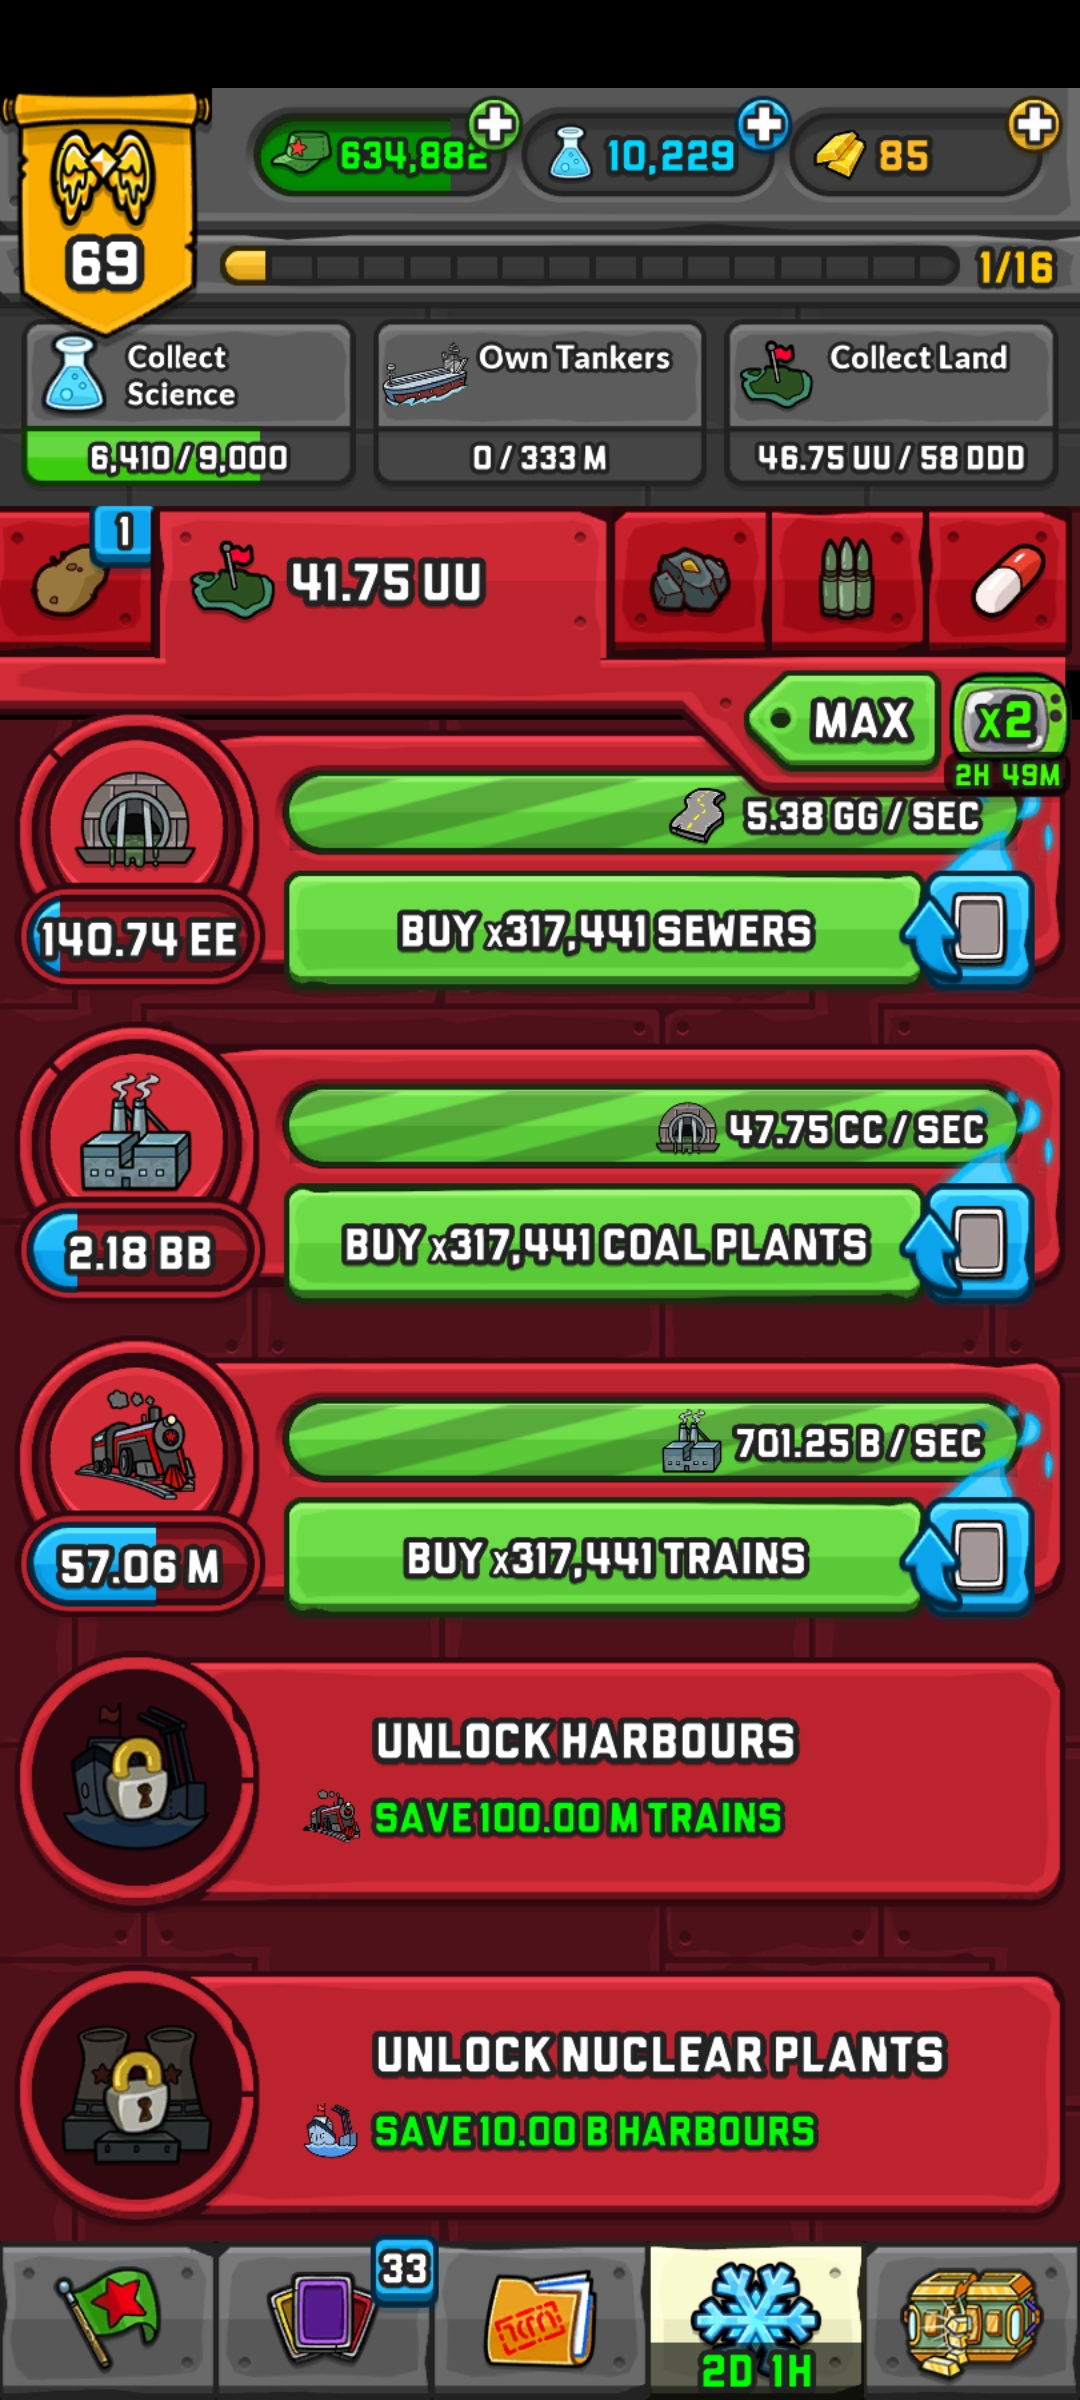 634,882
10,229
85
69
1/16
Collect
Science
6,410/9,000
Own Tankers
0/333 M
Collect Land
46.75 UU/58 DDD
1
41.75 UU
MAX
x2
2H 49M
5.38 GG/SEC
140.74 EE
BUY x317,441 SEWERS
47.75 CC/SEC
2.18 BB
BUY x317,441 COAL PLANTS
701.25 B/SEC
57.06 M
BUY x317,441 TRAINS
UNLOCK HARBOURS
SAVE 100.00 M TRAINS
UNLOCK NUCLEAR PLANTS
SAVE 10.00 B HARBOURS
33
2D 1H